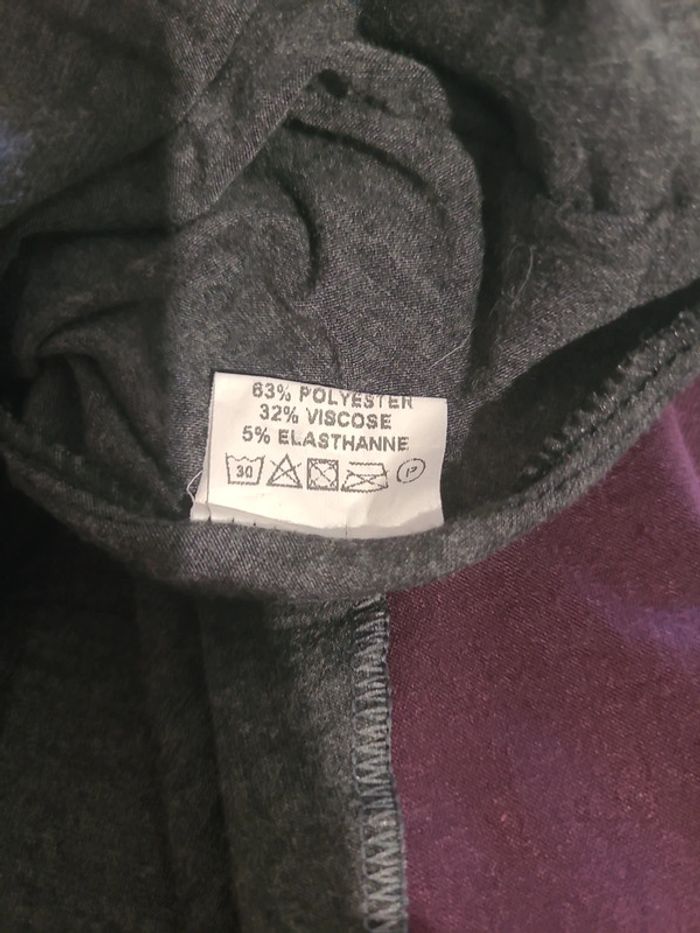 63% POLYESTER
32% VISCOSE
5% ELASTHANNE
30 P